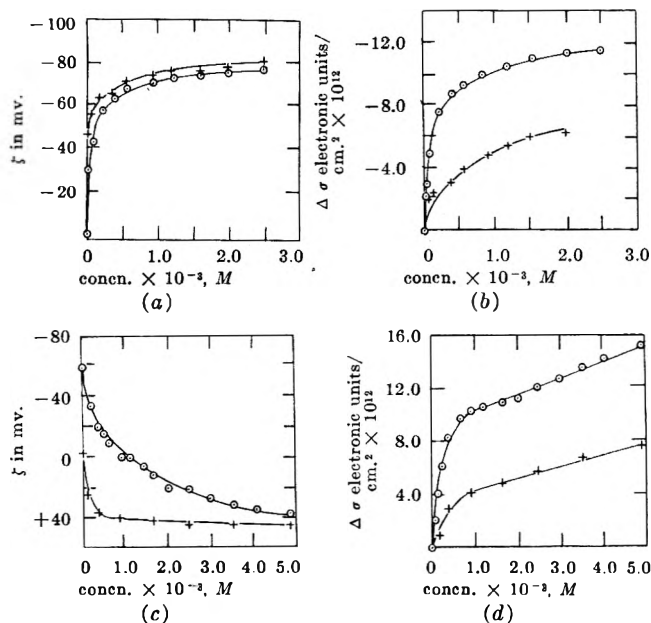 −100
−80
−60
−40
−20
ζ in mv.
0 1.0 2.0 3.0
concn. × 10⁻³, M
(a)
−12.0
−8.0
−4.0
Δ σ electronic units/
cm.² × 10¹²
0 1.0 2.0 3.0
concn. × 10⁻³, M
(b)
−80
−40
0
+40
ζ in mv.
0 1.0 2.0 3.0 4.0 5.0
concn. × 10⁻³, M
(c)
16.0
12.0
8.0
4.0
Δ σ electronic units/
cm.² × 10¹²
0 1.0 2.0 3.0 4.0 5.0
concn. × 10⁻³, M
(d)